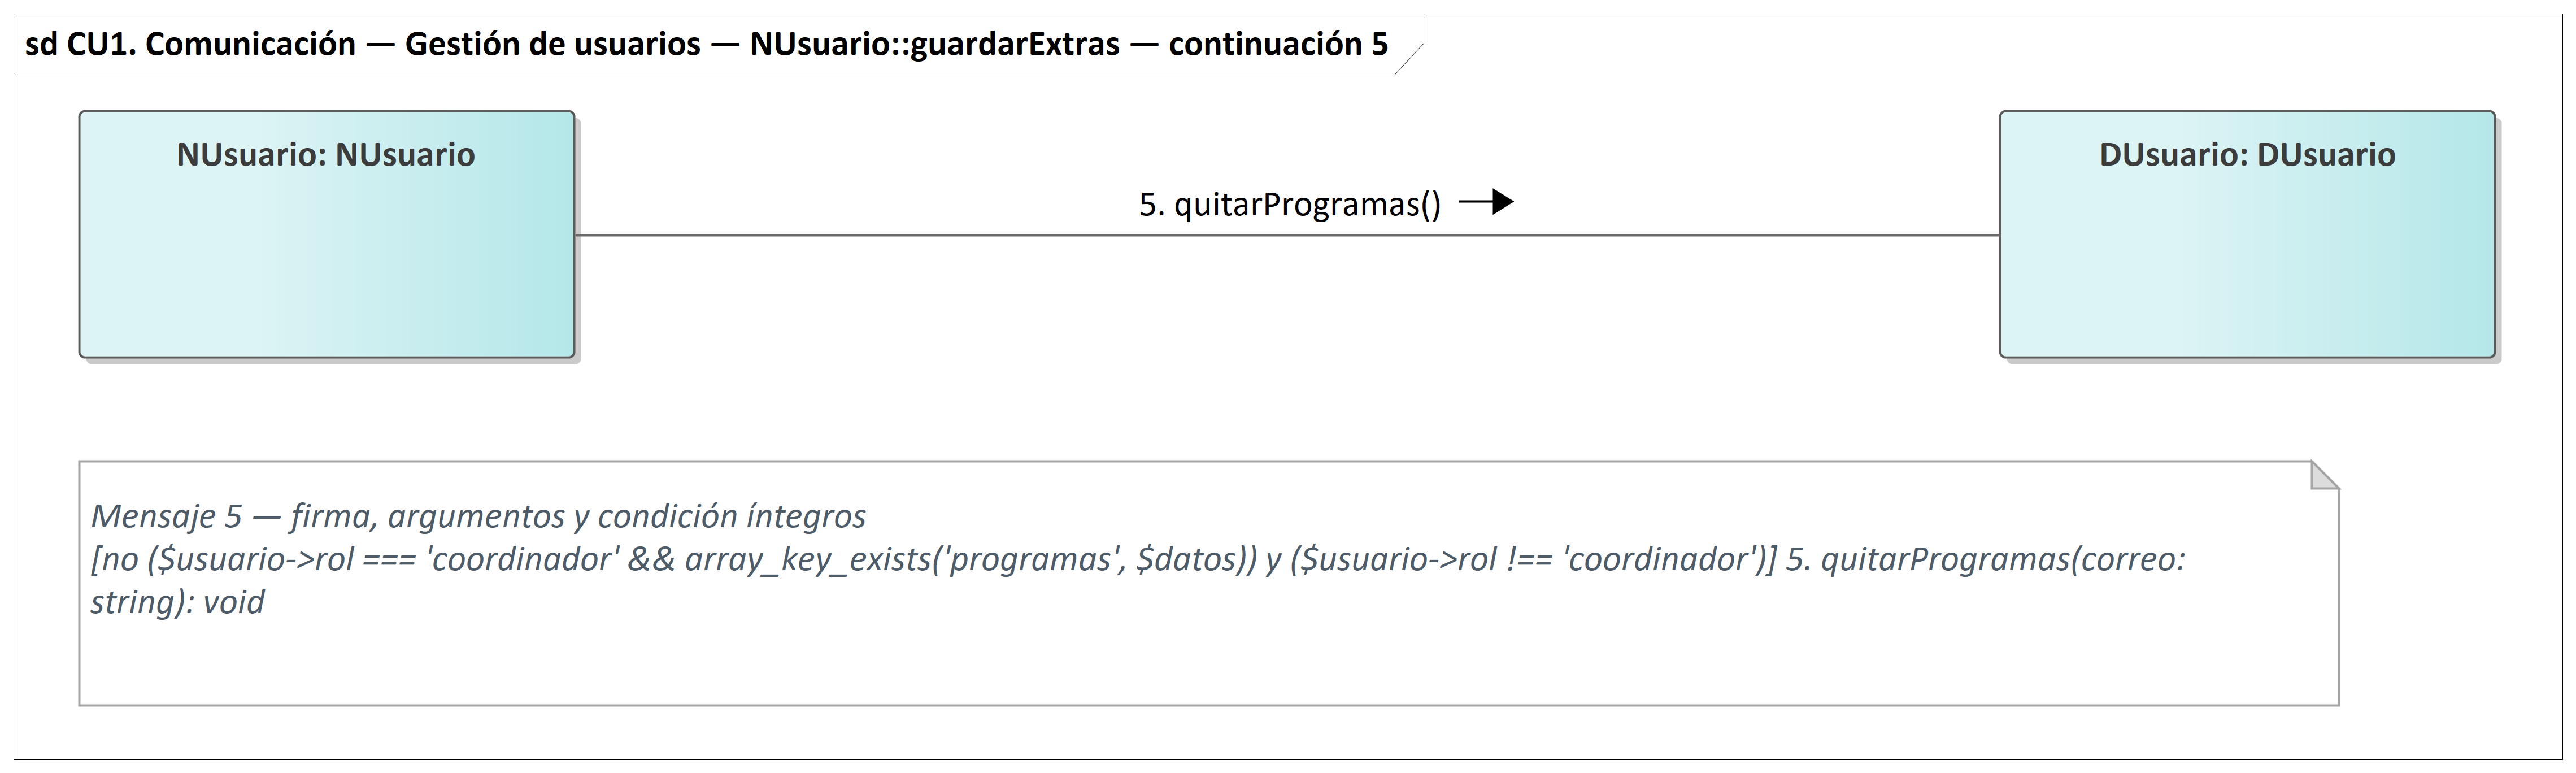 sd CU1. Comunicación — Gestión de usuarios — NUsuario::guardarExtras — continuación 5
NUsuario: NUsuario
DUsuario: DUsuario
5. quitarProgramas()
Mensaje 5 — firma, argumentos y condición íntegros
[no ($usuario->rol === 'coordinador' && array_key_exists('programas', $datos)) y ($usuario->rol !== 'coordinador')] 5. quitarProgramas(correo:
string): void